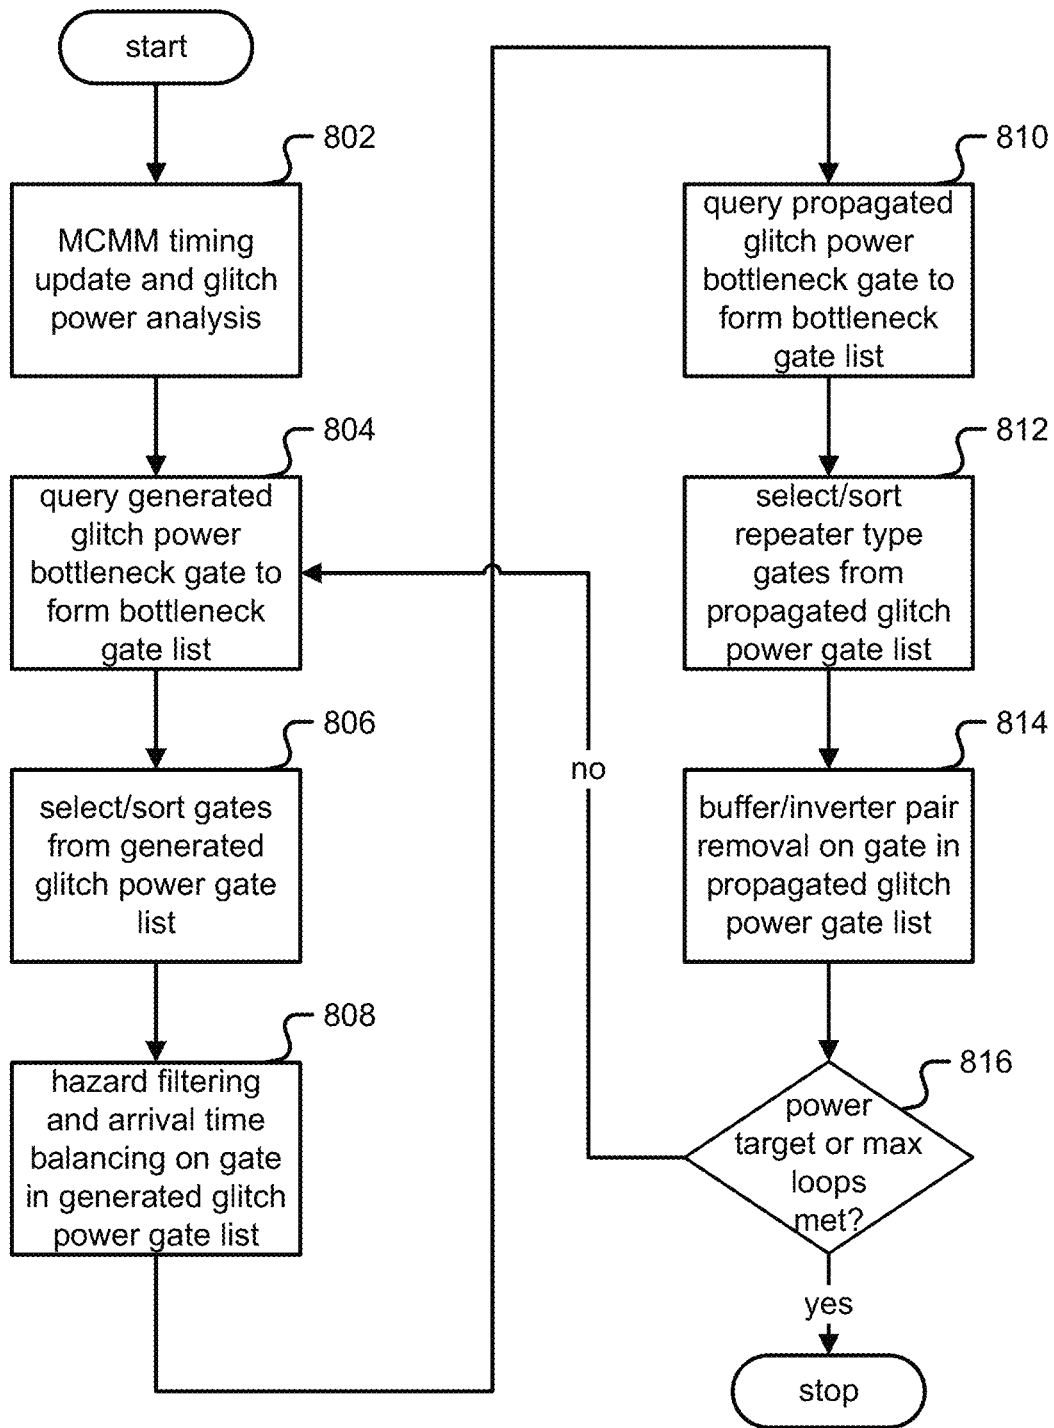 start
802
MCMM timing
update and glitch
power analysis
804
query generated
glitch power
bottleneck gate to
form bottleneck
gate list
806
select/sort gates
from generated
glitch power gate
list
808
hazard filtering
and arrival time
balancing on gate
in generated glitch
power gate list
810
query propagated
glitch power
bottleneck gate to
form bottleneck
gate list
812
select/sort
repeater type
gates from
propagated glitch
power gate list
814
buffer/inverter pair
removal on gate in
propagated glitch
power gate list
816
power
target or max
loops
met?
no
yes
stop